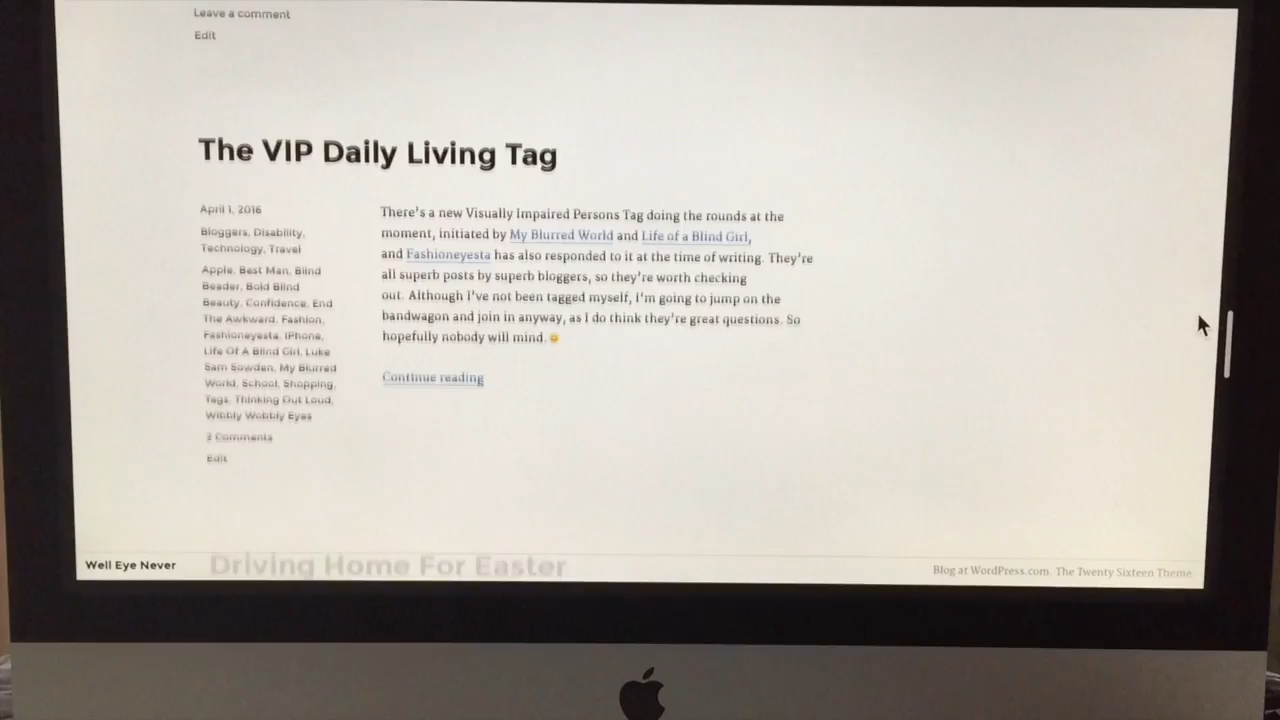 Leave a comment
Edit
The VIP Daily Living Tag
April 1, 2016
Bloggers, Disability,
Technology, Travel
Apple, Best Man, Blind
Beader, Bold Blind
Beauty, Confidence, End
The Awkward, Fashion,
Fashioneyesta, IPhone,
Life Of A Blind Girl, Luke
Sam Sowden, My Blurred
World, School, Shopping,
Tags, Thinking Out Loud,
Wibbly Wobbly Eyes
2 Comments
Edit
There's a new Visually Impaired Persons Tag doing the rounds at the
moment, initiated by My Blurred World and Life of a Blind Girl,
and Fashioneyesta has also responded to it at the time of writing. They're
all superb posts by superb bloggers, so they're worth checking
out. Although I've not been tagged myself, I'm going to jump on the
bandwagon and join in anyway, as I do think they're great questions. So
hopefully nobody will mind.
Continue reading
Driving Home For Easter
Well Eye Never
Blog at WordPress.com. The Twenty Sixteen Theme